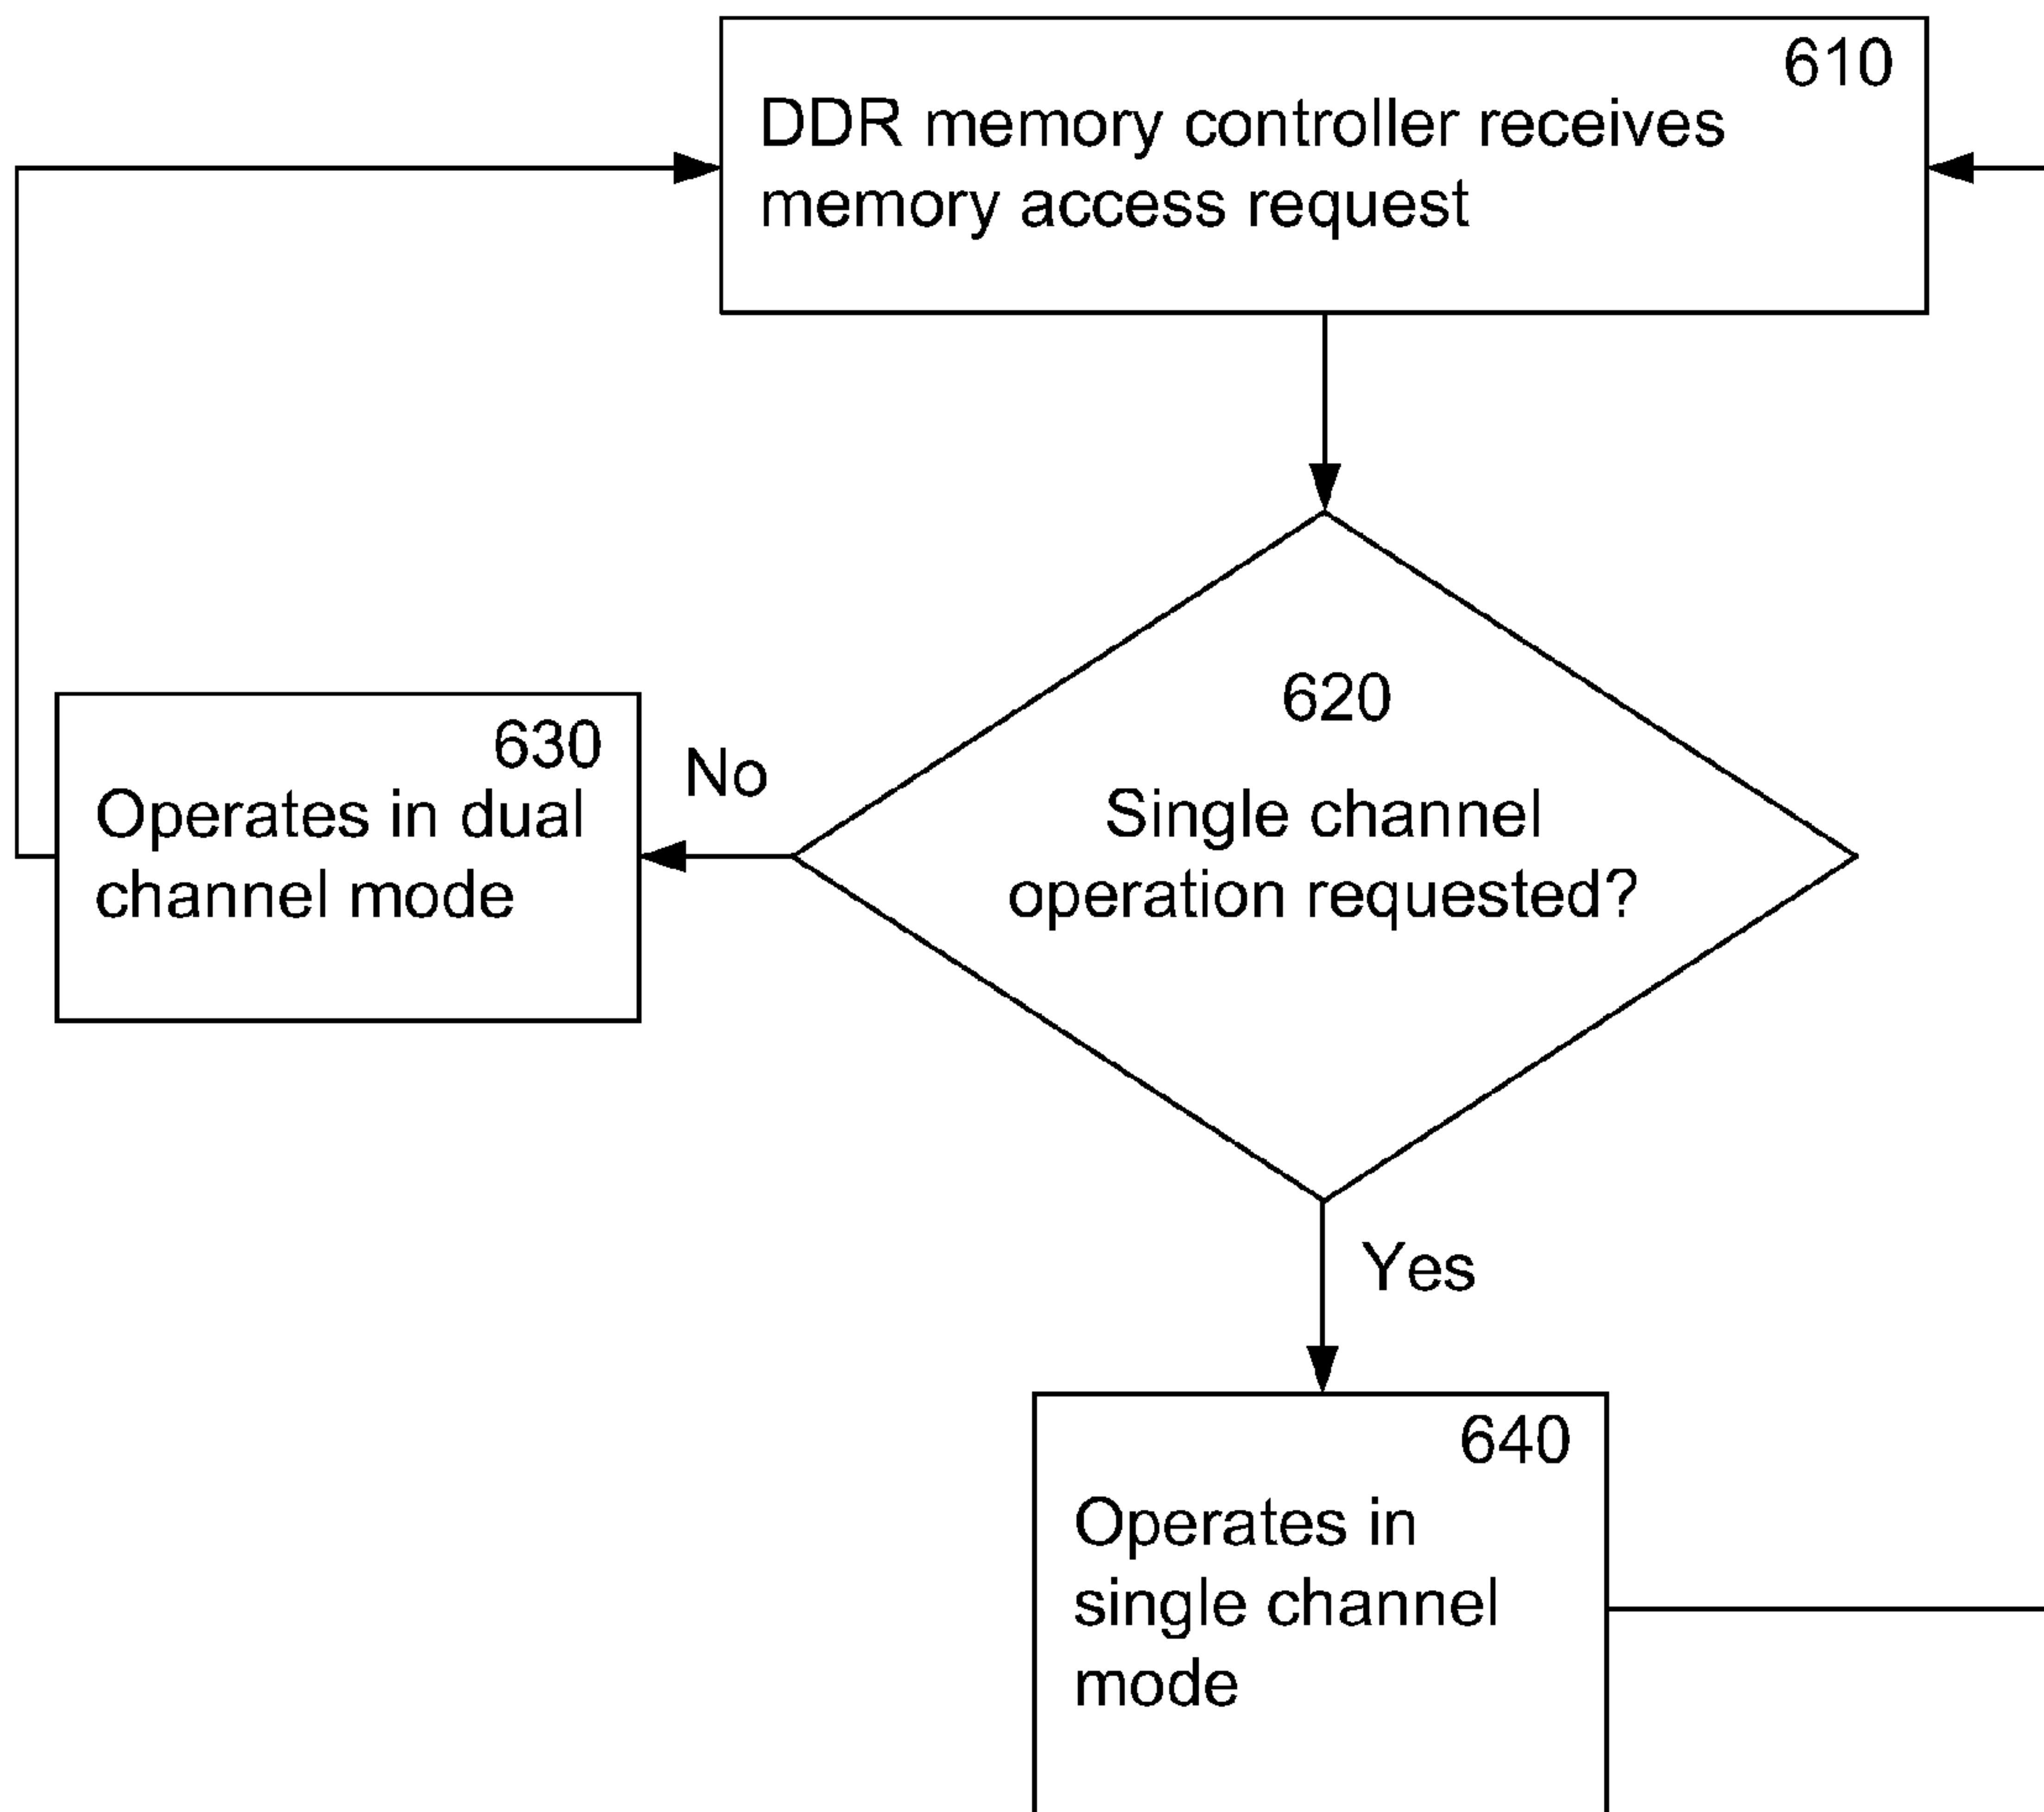 610
DDR memory controller receives
memory access request
620
Single channel
operation requested?
No
630
Operates in dual
channel mode
Yes
640
Operates in
single channel
mode